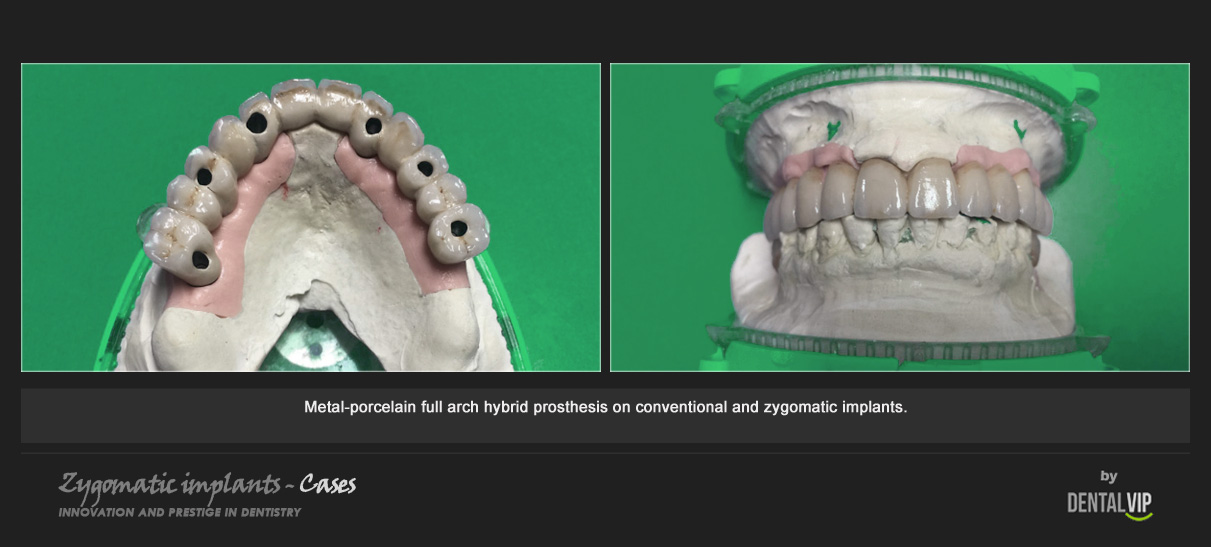 Metal-porcelain full arch hybrid prosthesis on conventional and zygomatic implants.
Zygomatic implants - Cases
INNOVATION AND PRESTIGE IN DENTISTRY
by
DENTALVIP